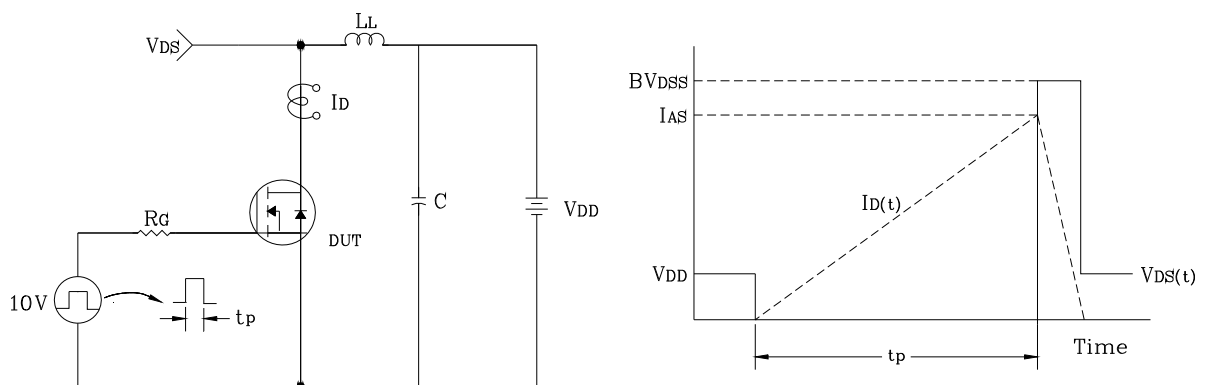 LL
VDS
ID
C
VDD
RG
DUT
10V
tp
BVDSS
IAS
ID(t)
VDD
VDS(t)
Time
tp